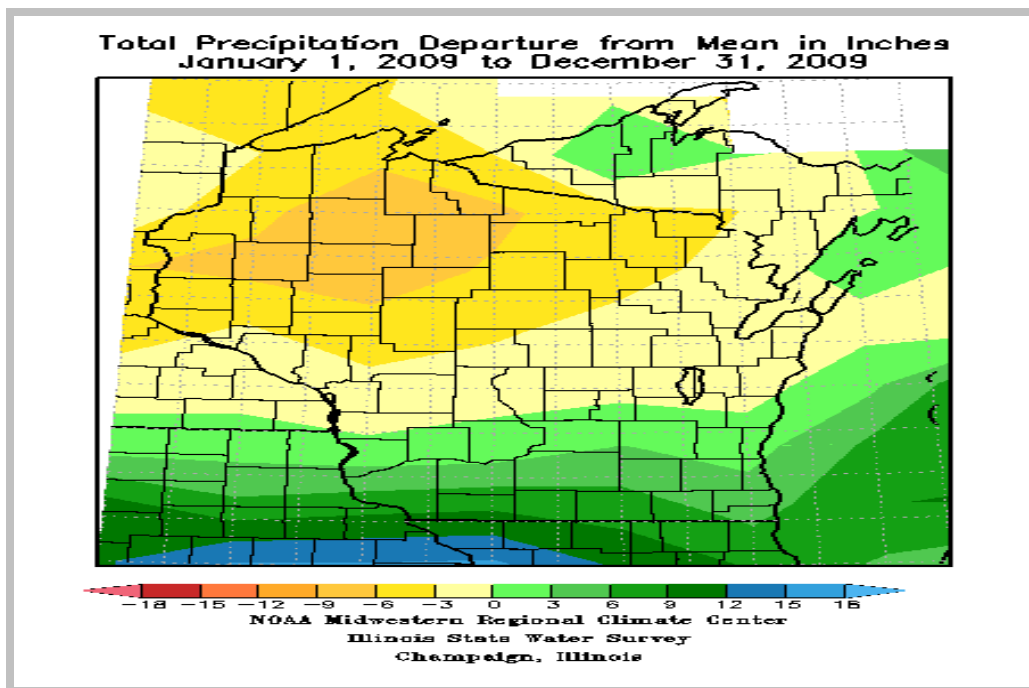 Total Precipitation Departure from Mean in Inches
January 1, 2009 to December 31, 2009
-18 -15 -12 -9 -6 -3 0 3 6 9 12 15 18
NOAA Midwestern Regional Climate Center
Illinois State Water Survey
Champaign, Illinois